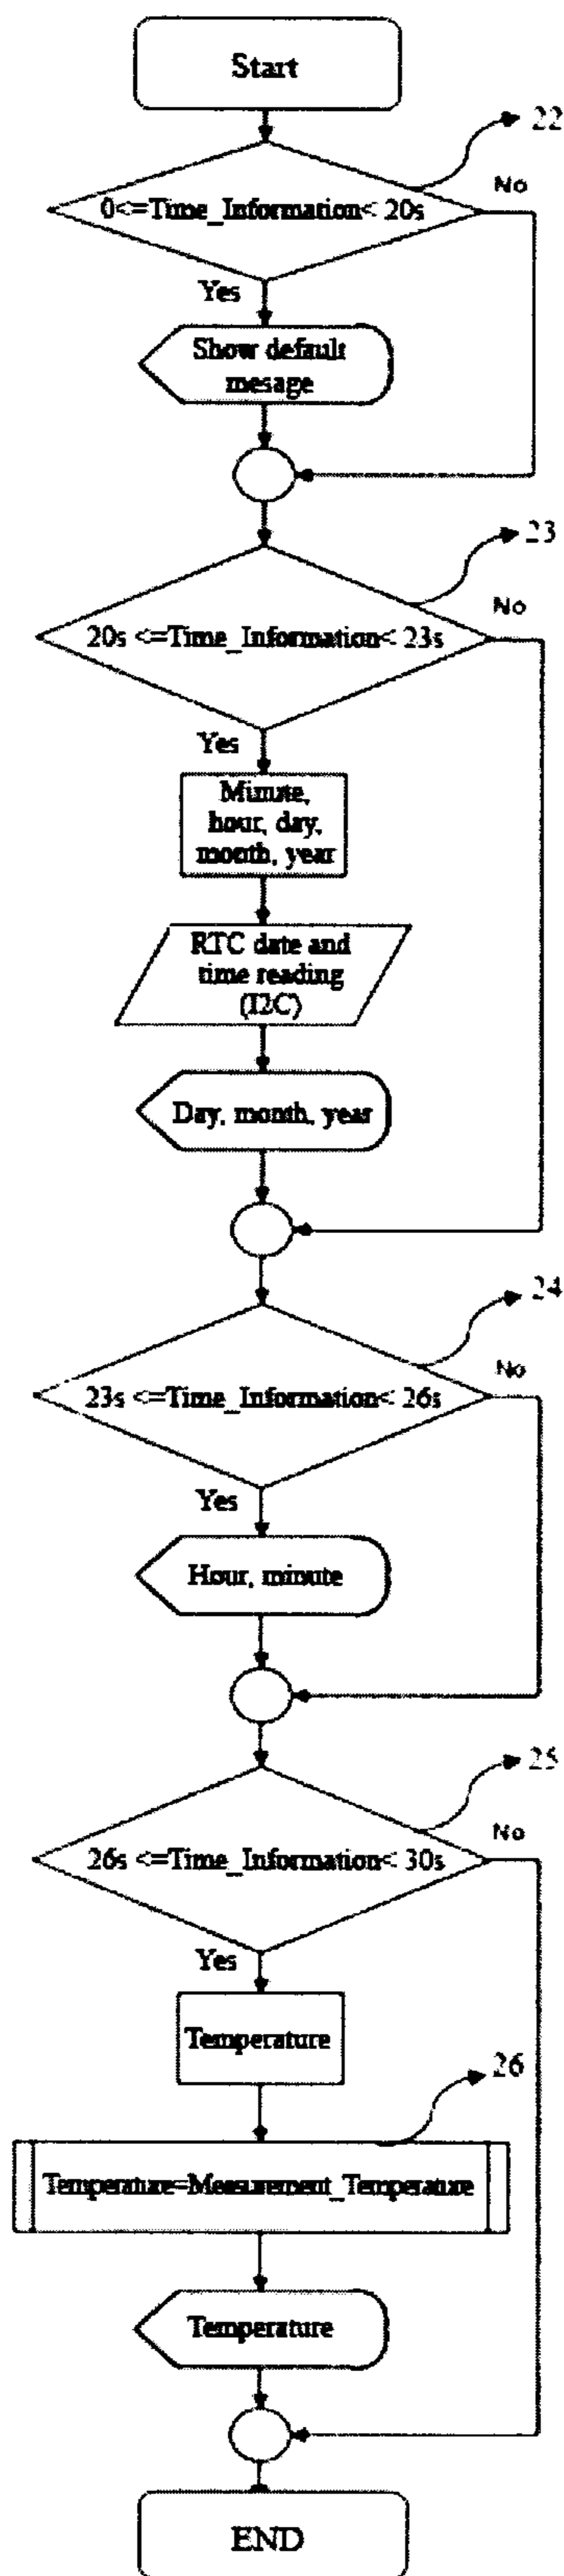 Start
22
No
0<=Time_Information< 20s
Yes
Show default
mesage
23
No
20s <=Time_Information< 23s
Yes
Minute,
hour, day,
month, year
RTC date and
time reading
(I2C)
Day, month, year
24
No
23s <=Time_Information< 26s
Yes
Hour, minute
25
No
26s <=Time_Information< 30s
Yes
Temperature
26
Temperature=Measurement_Temperature
Temperature
END